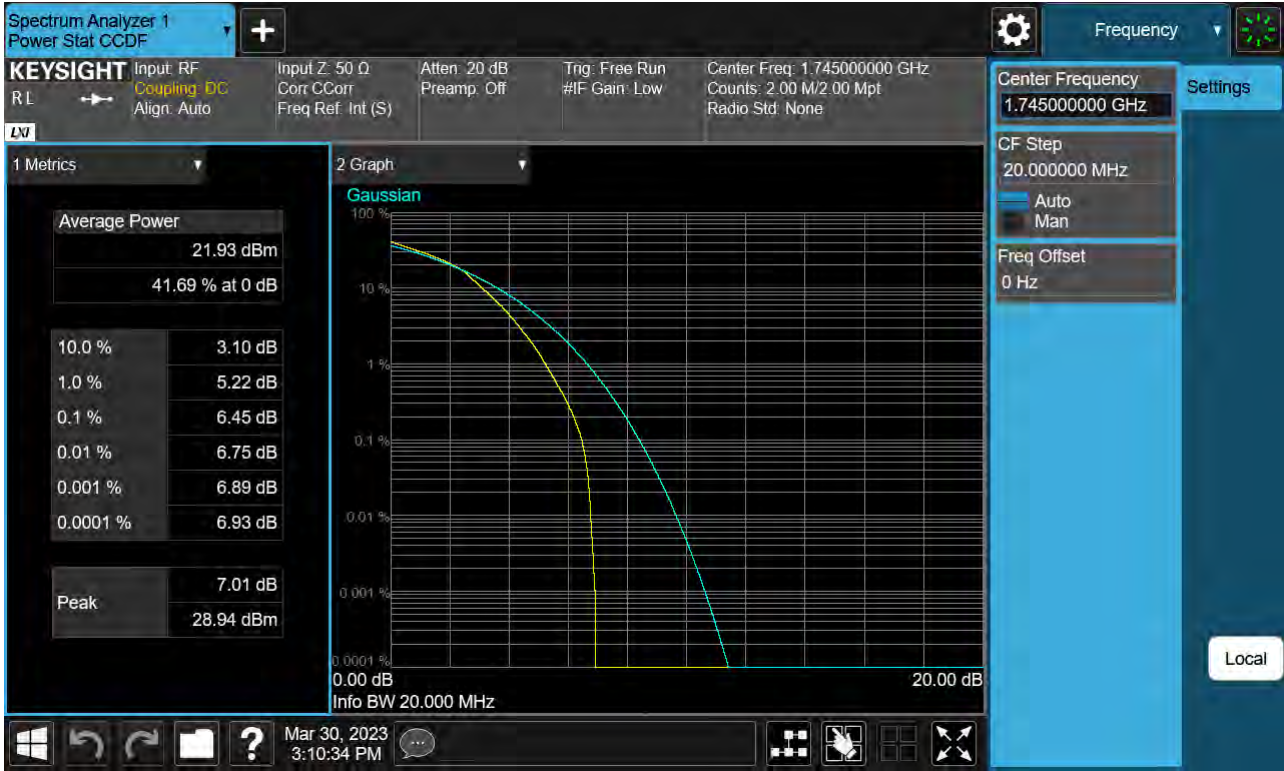 Spectrum Analyzer 1
Power Stat CCDF
+
Frequency
KEYSIGHT
RL
LXI
Input: RF
Coupling: DC
Align: Auto
Input Z: 50 Ω
Corr CCorr
Freq Ref: Int (S)
Atten: 20 dB
Preamp: Off
Trig: Free Run
#IF Gain: Low
Center Freq: 1.745000000 GHz
Counts: 2.00 M/2.00 Mpt
Radio Std: None
Center Frequency
1.745000000 GHz
Settings
CF Step
20.000000 MHz
Auto
Man
Freq Offset
0 Hz
Local
1 Metrics
Average Power
21.93 dBm
41.69 % at 0 dB
10.0 % 3.10 dB
1.0 % 5.22 dB
0.1 % 6.45 dB
0.01 % 6.75 dB
0.001 % 6.89 dB
0.0001 % 6.93 dB
Peak
7.01 dB
28.94 dBm
2 Graph
Gaussian
100 %
10 %
1 %
0.1 %
0.01 %
0.001 %
0.0001 %
0.00 dB 20.00 dB
Info BW 20.000 MHz
?
Mar 30, 2023
3:10:34 PM